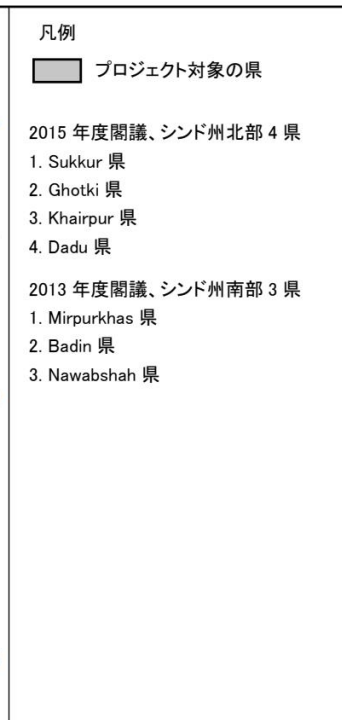 凡例
プロジェクト対象の県
2015 年度閣議、シンド州北部 4 県
1. Sukkur 県
2. Ghotki 県
3. Khairpur 県
4. Dadu 県
2013 年度閣議、シンド州南部 3 県
1. Mirpurkhas 県
2. Badin 県
3. Nawabshah 県